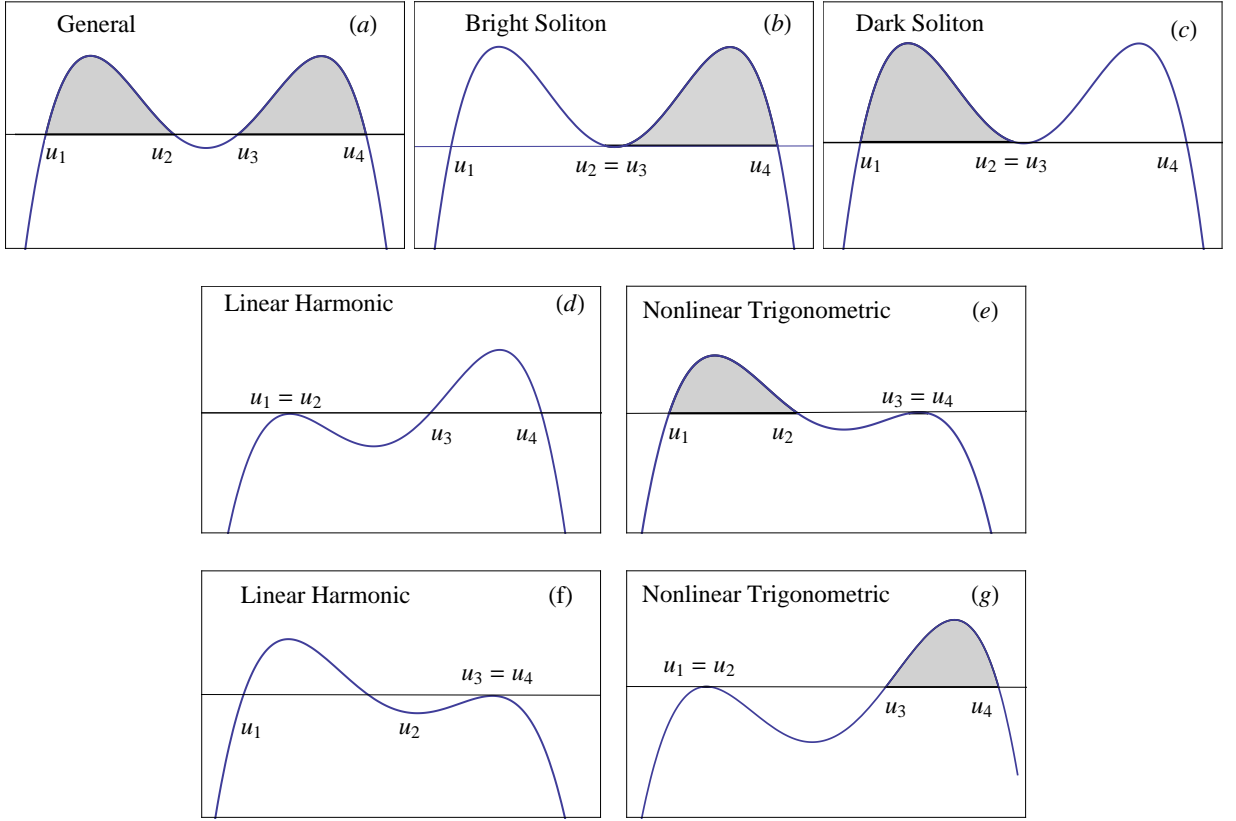 General (a)
u1 u2 u3 u4
Bright Soliton (b)
u1 u2 = u3 u4
Dark Soliton (c)
u1 u2 = u3 u4
Linear Harmonic (d)
u1 = u2
u3 u4
Nonlinear Trigonometric (e)
u3 = u4
u1 u2
Linear Harmonic (f)
u3 = u4
u1 u2
Nonlinear Trigonometric (g)
u1 = u2
u3 u4